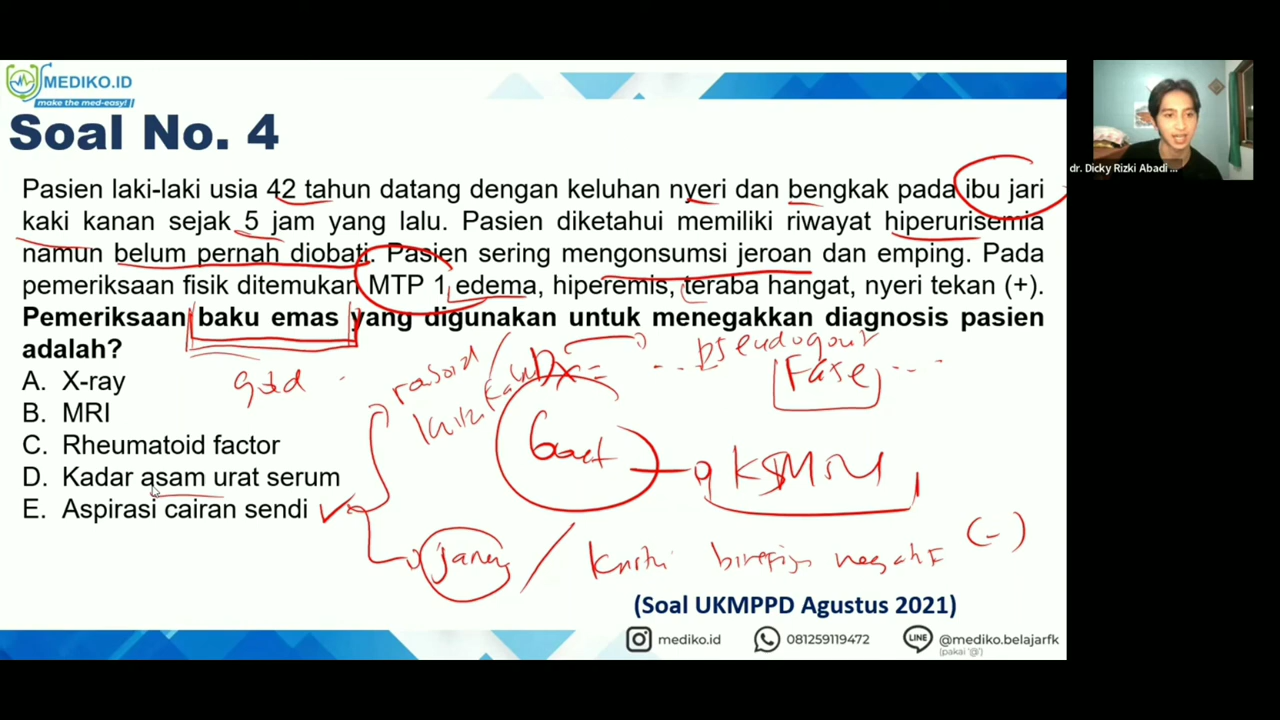 MEDIKO.ID
make the med-easy!
Soal No. 4
Pasien laki-laki usia 42 tahun datang dengan keluhan nyeri dan bengkak pada ibu jari
kaki kanan sejak 5 jam yang lalu. Pasien diketahui memiliki riwayat hiperurisemia
namun belum pernah diobati. Pasien sering mengonsumsi jeroan dan emping. Pada
pemeriksaan fisik ditemukan MTP 1 edema, hiperemis, teraba hangat, nyeri tekan (+).
Pemeriksaan baku emas yang digunakan untuk menegakkan diagnosis pasien
adalah?
A. X-ray
B. MRI
C. Rheumatoid factor
D. Kadar asam urat serum
E. Aspirasi cairan sendi
Dx =
pseudogout
Fase
Gout
negatif (-)
(Soal UKMPPD Agustus 2021)
mediko.id
081259119472
@mediko.belajarfk
(pakai '@')
dr. Dicky Rizki Abadi ...